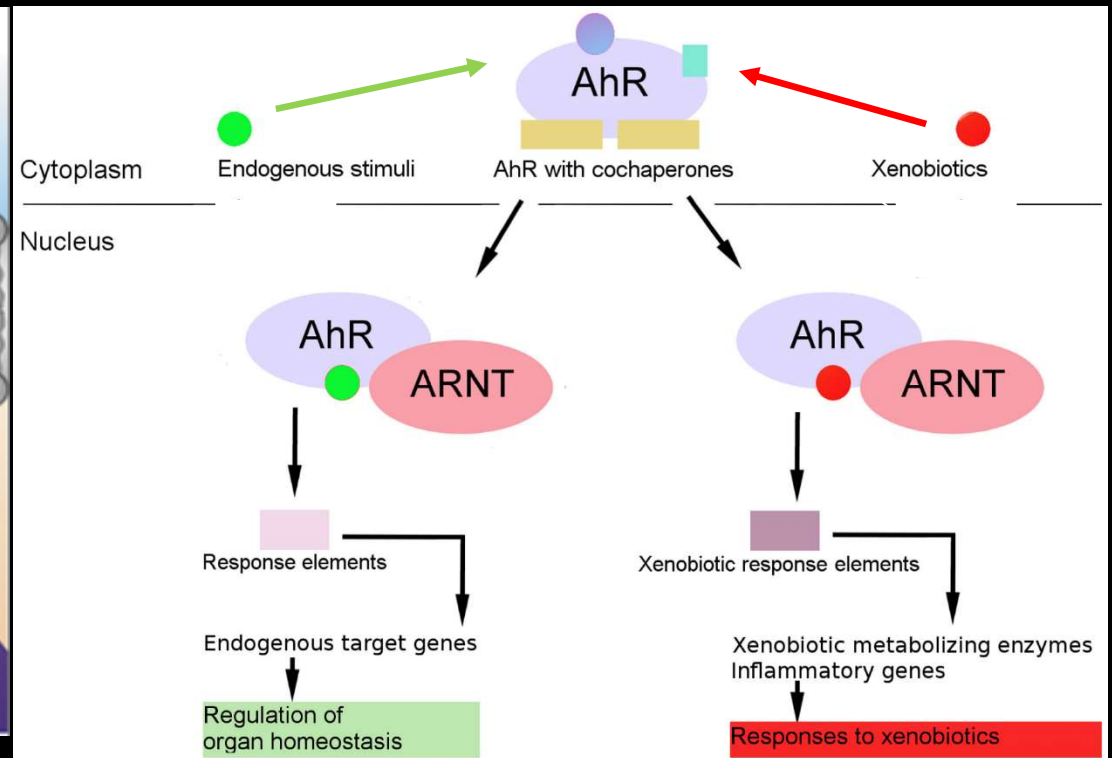 AhR
Cytoplasm
Endogenous stimuli
AhR with cochaperones
Xenobiotics
Nucleus
AhR
ARNT
AhR
ARNT
Response elements
Xenobiotic response elements
Endogenous target genes
Xenobiotic metabolizing enzymes
Inflammatory genes
Regulation of
organ homeostasis
Responses to xenobiotics